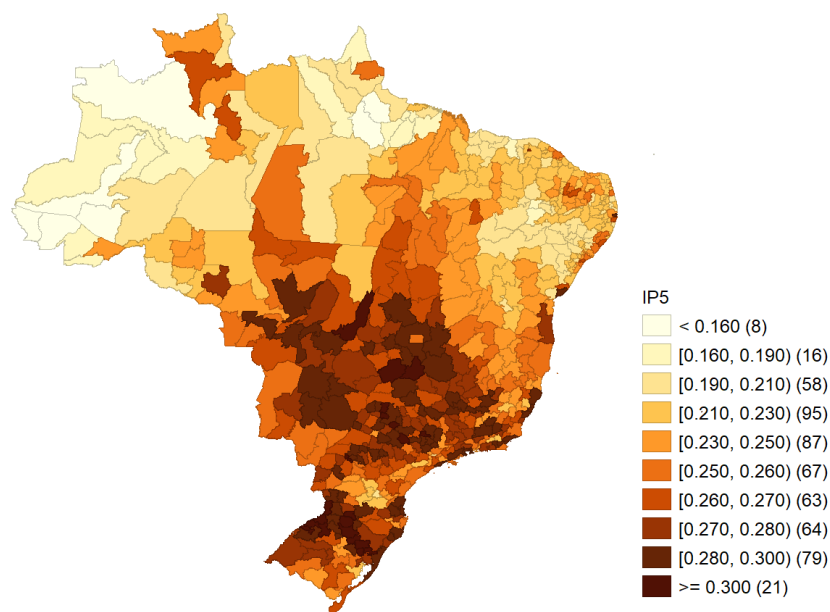 IP5
< 0.160 (8)
[0.160, 0.190) (16)
[0.190, 0.210) (58)
[0.210, 0.230) (95)
[0.230, 0.250) (87)
[0.250, 0.260) (67)
[0.260, 0.270) (63)
[0.270, 0.280) (64)
[0.280, 0.300) (79)
>= 0.300 (21)